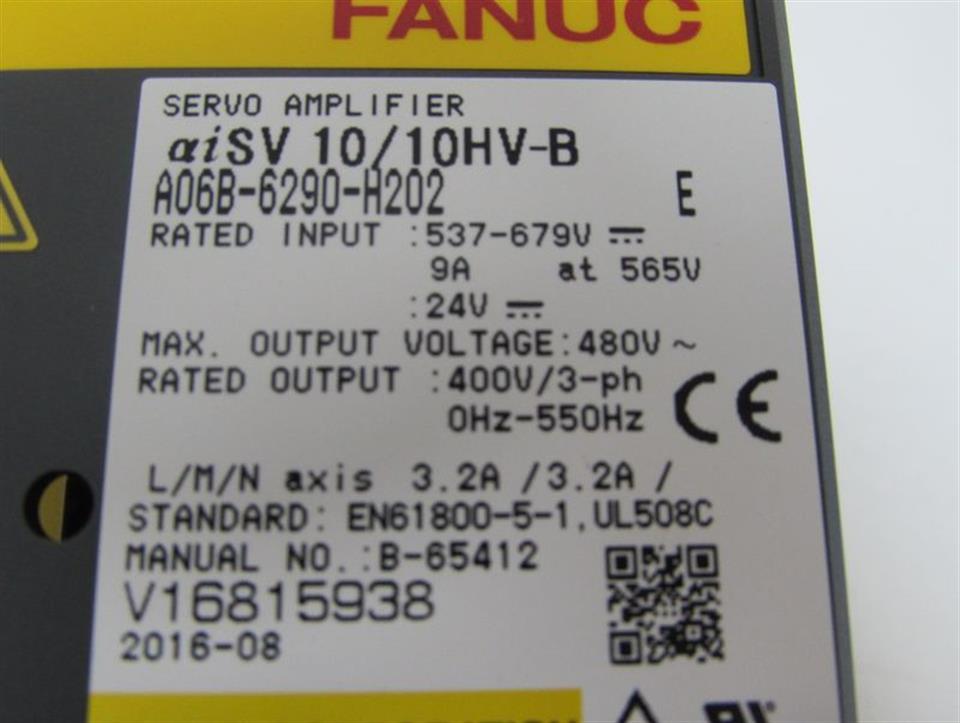 FANUC
SERVO AMPLIFIER
αiSV 10/10HV-B
A06B-6290-H202 E
RATED INPUT :537-679V ⎓
9A at 565V
:24V ⎓
MAX. OUTPUT VOLTAGE:480V ~
RATED OUTPUT :400V/3-ph
0Hz-550Hz
CE
L/M/N axis 3.2A /3.2A /
STANDARD: EN61800-5-1,UL508C
MANUAL NO.:B-65412
V16815938
2016-08